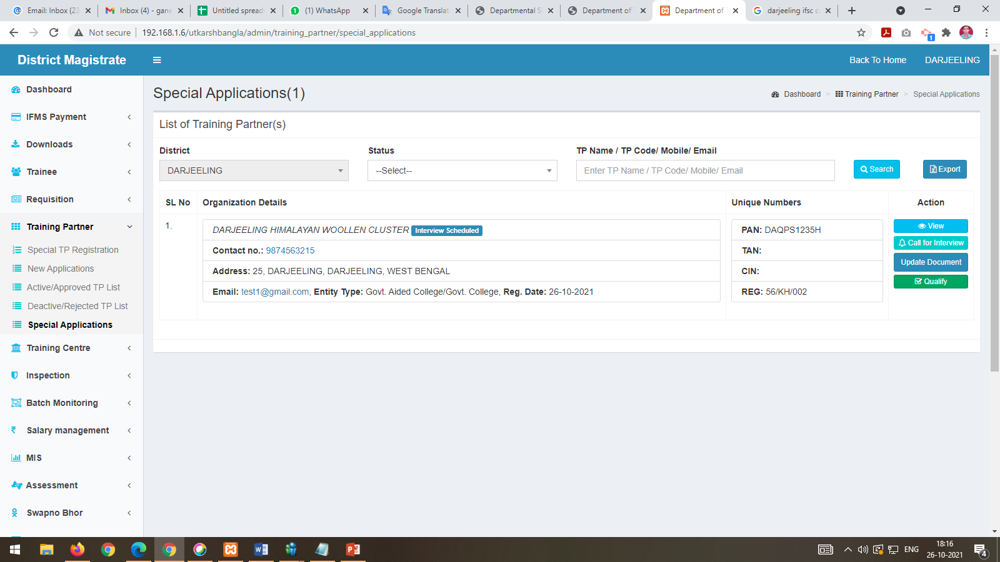 Email: Inbox (23
Inbox (4) - gane
Untitled spreads
(1) WhatsApp
Google Translat
Departmental S
Department of T
Department of T
darjeeling ifsc c
Not secure 192.168.1.6/utkarshbangla/admin/training_partner/special_applications
1
District Magistrate
Back To Home
DARJEELING
Dashboard
IFMS Payment
Downloads
Trainee
Requisition
Training Partner
Special TP Registration
New Applications
Active/Approved TP List
Deactive/Rejected TP List
Special Applications
Training Centre
Inspection
Batch Monitoring
Salary management
MIS
Assessment
Swapno Bhor
Special Applications(1)
Dashboard > Training Partner > Special Applications
List of Training Partner(s)
District
DARJEELING
Status
--Select--
TP Name / TP Code/ Mobile/ Email
Enter TP Name / TP Code/ Mobile/ Email
Search
Export
SL No Organization Details Unique Numbers Action
1.
DARJEELING HIMALAYAN WOOLLEN CLUSTER Interview Scheduled
Contact no.: 9874563215
Address: 25, DARJEELING, DARJEELING, WEST BENGAL
Email: test1@gmail.com, Entity Type: Govt. Aided College/Govt. College, Reg. Date: 26-10-2021
PAN: DAQPS1235H
TAN:
CIN:
REG: 56/KH/002
View
Call for Interview
Update Document
Qualify
ENG
18:16
26-10-2021
4